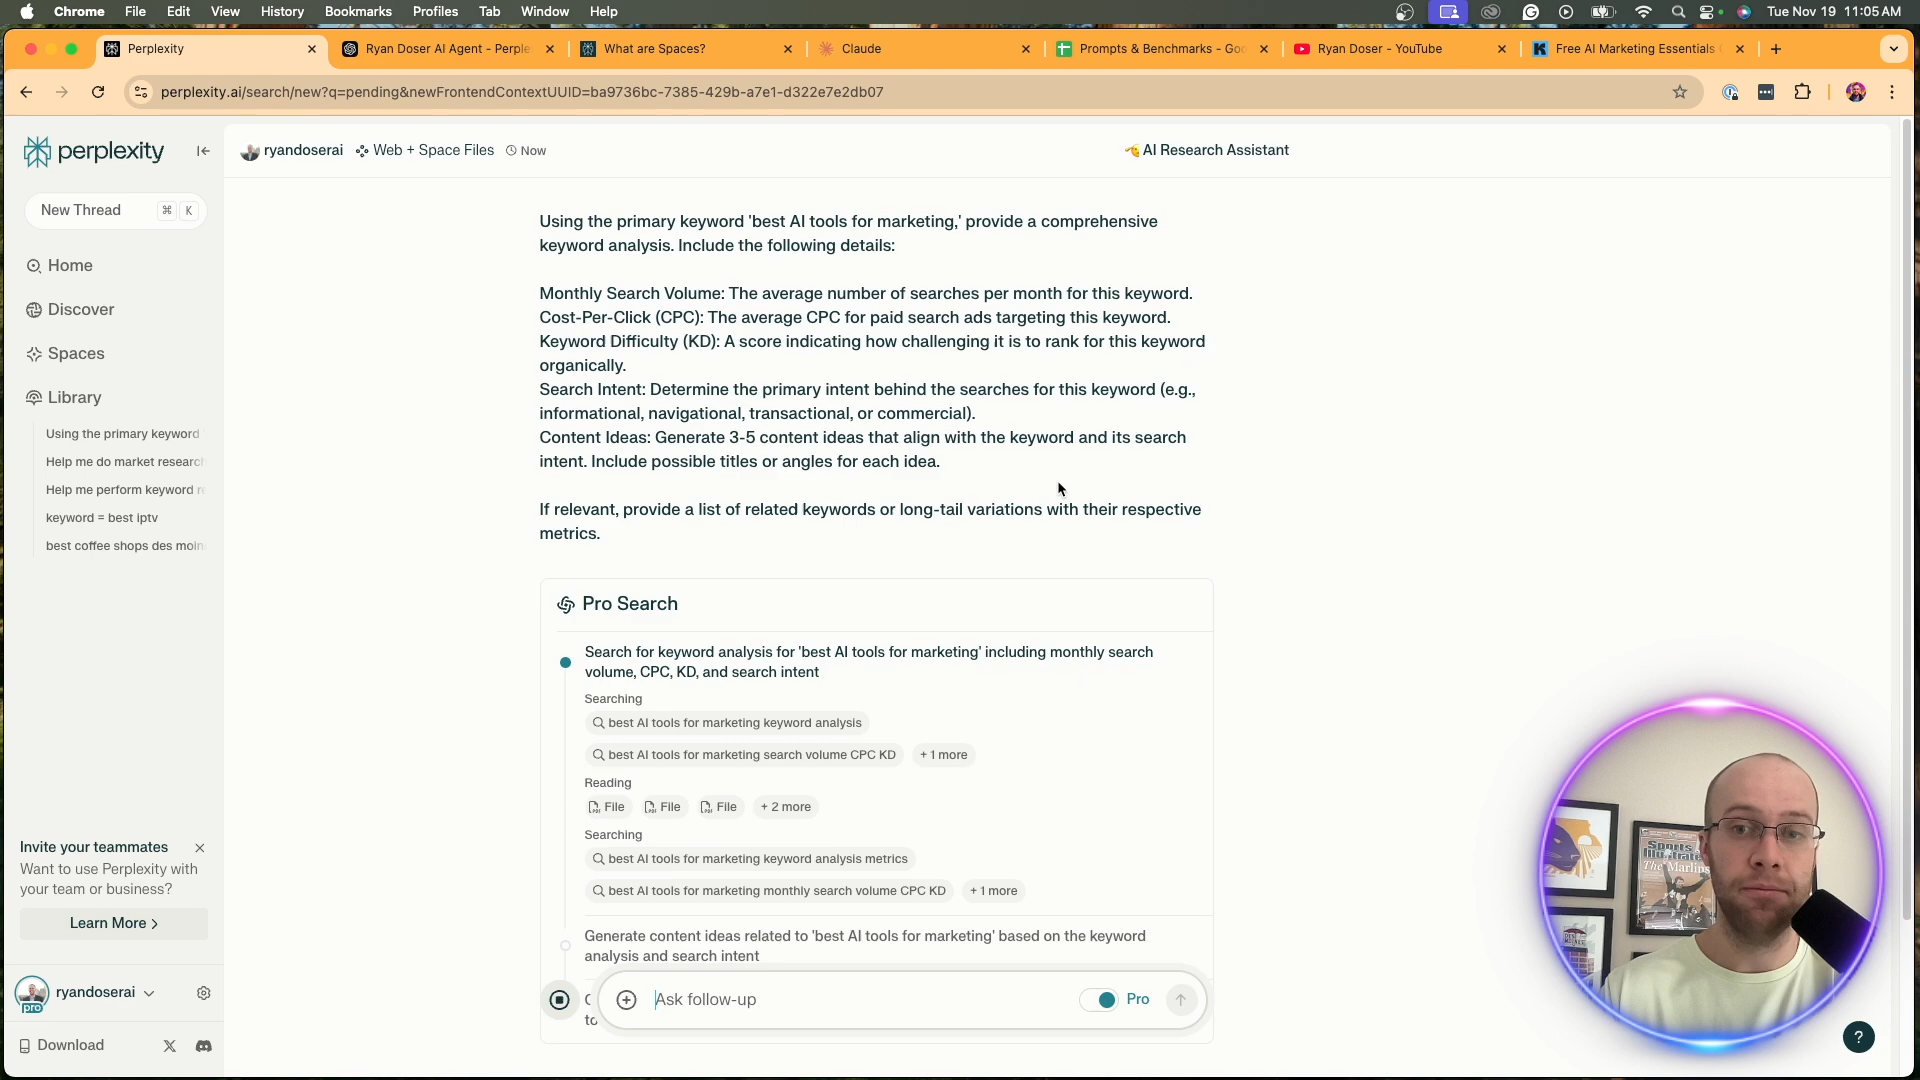 Chrome File Edit View History Bookmarks Profiles Tab Window Help Tue Nov 19 11:05 AM
Perplexity
Ryan Doser AI Agent - Perple
What are Spaces?
Claude
Prompts & Benchmarks - Goo
Ryan Doser - YouTube
Free AI Marketing Essentials
perplexity.ai/search/new?q=pending&newFrontendContextUUID=ba9736bc-7385-429b-a7e1-d322e7e2db07
perplexity
ryandoserai Web + Space Files Now
AI Research Assistant
New Thread ⌘ K
Home
Discover
Spaces
Library
Using the primary keyword
Help me do market research
Help me perform keyword re
keyword = best iptv
best coffee shops des moin
Invite your teammates
Want to use Perplexity with
your team or business?
Learn More >
ryandoserai
pro
Download
Using the primary keyword 'best AI tools for marketing,' provide a comprehensive
keyword analysis. Include the following details:
Monthly Search Volume: The average number of searches per month for this keyword.
Cost-Per-Click (CPC): The average CPC for paid search ads targeting this keyword.
Keyword Difficulty (KD): A score indicating how challenging it is to rank for this keyword
organically.
Search Intent: Determine the primary intent behind the searches for this keyword (e.g.,
informational, navigational, transactional, or commercial).
Content Ideas: Generate 3-5 content ideas that align with the keyword and its search
intent. Include possible titles or angles for each idea.
If relevant, provide a list of related keywords or long-tail variations with their respective
metrics.
Pro Search
Search for keyword analysis for 'best AI tools for marketing' including monthly search
volume, CPC, KD, and search intent
Searching
best AI tools for marketing keyword analysis
best AI tools for marketing search volume CPC KD + 1 more
Reading
File File File + 2 more
Searching
best AI tools for marketing keyword analysis metrics
best AI tools for marketing monthly search volume CPC KD + 1 more
Generate content ideas related to 'best AI tools for marketing' based on the keyword
analysis and search intent
Ask follow-up Pro
to
?
Sports
Illustrated
The Marlins